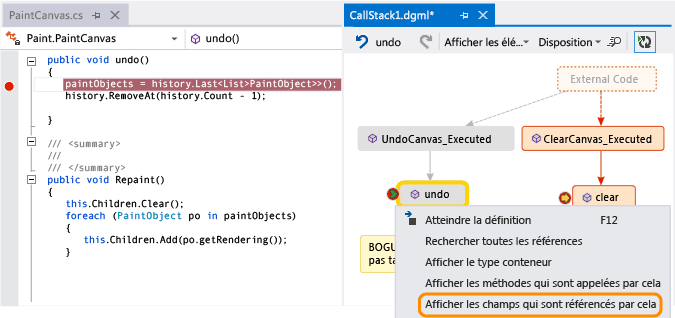 PaintCanvas.cs
Paint.PaintCanvas
undo()
public void undo()
{
paintObjects = history.Last<List>PaintObject>>();
history.RemoveAt(history.Count - 1);
}
/// <summary>
///
/// </summary>
public void Repaint()
{
this.Children.Clear();
foreach (PaintObject po in paintObjects)
{
this.Children.Add(po.getRendering());
}
CallStack1.dgml*
undo
Afficher les élé...
Disposition
External Code
UndoCanvas_Executed
ClearCanvas_Executed
undo
clear
BOGU
pas ta
Atteindre la définition F12
Rechercher toutes les références
Afficher le type conteneur
Afficher les méthodes qui sont appelées par cela
Afficher les champs qui sont référencés par cela